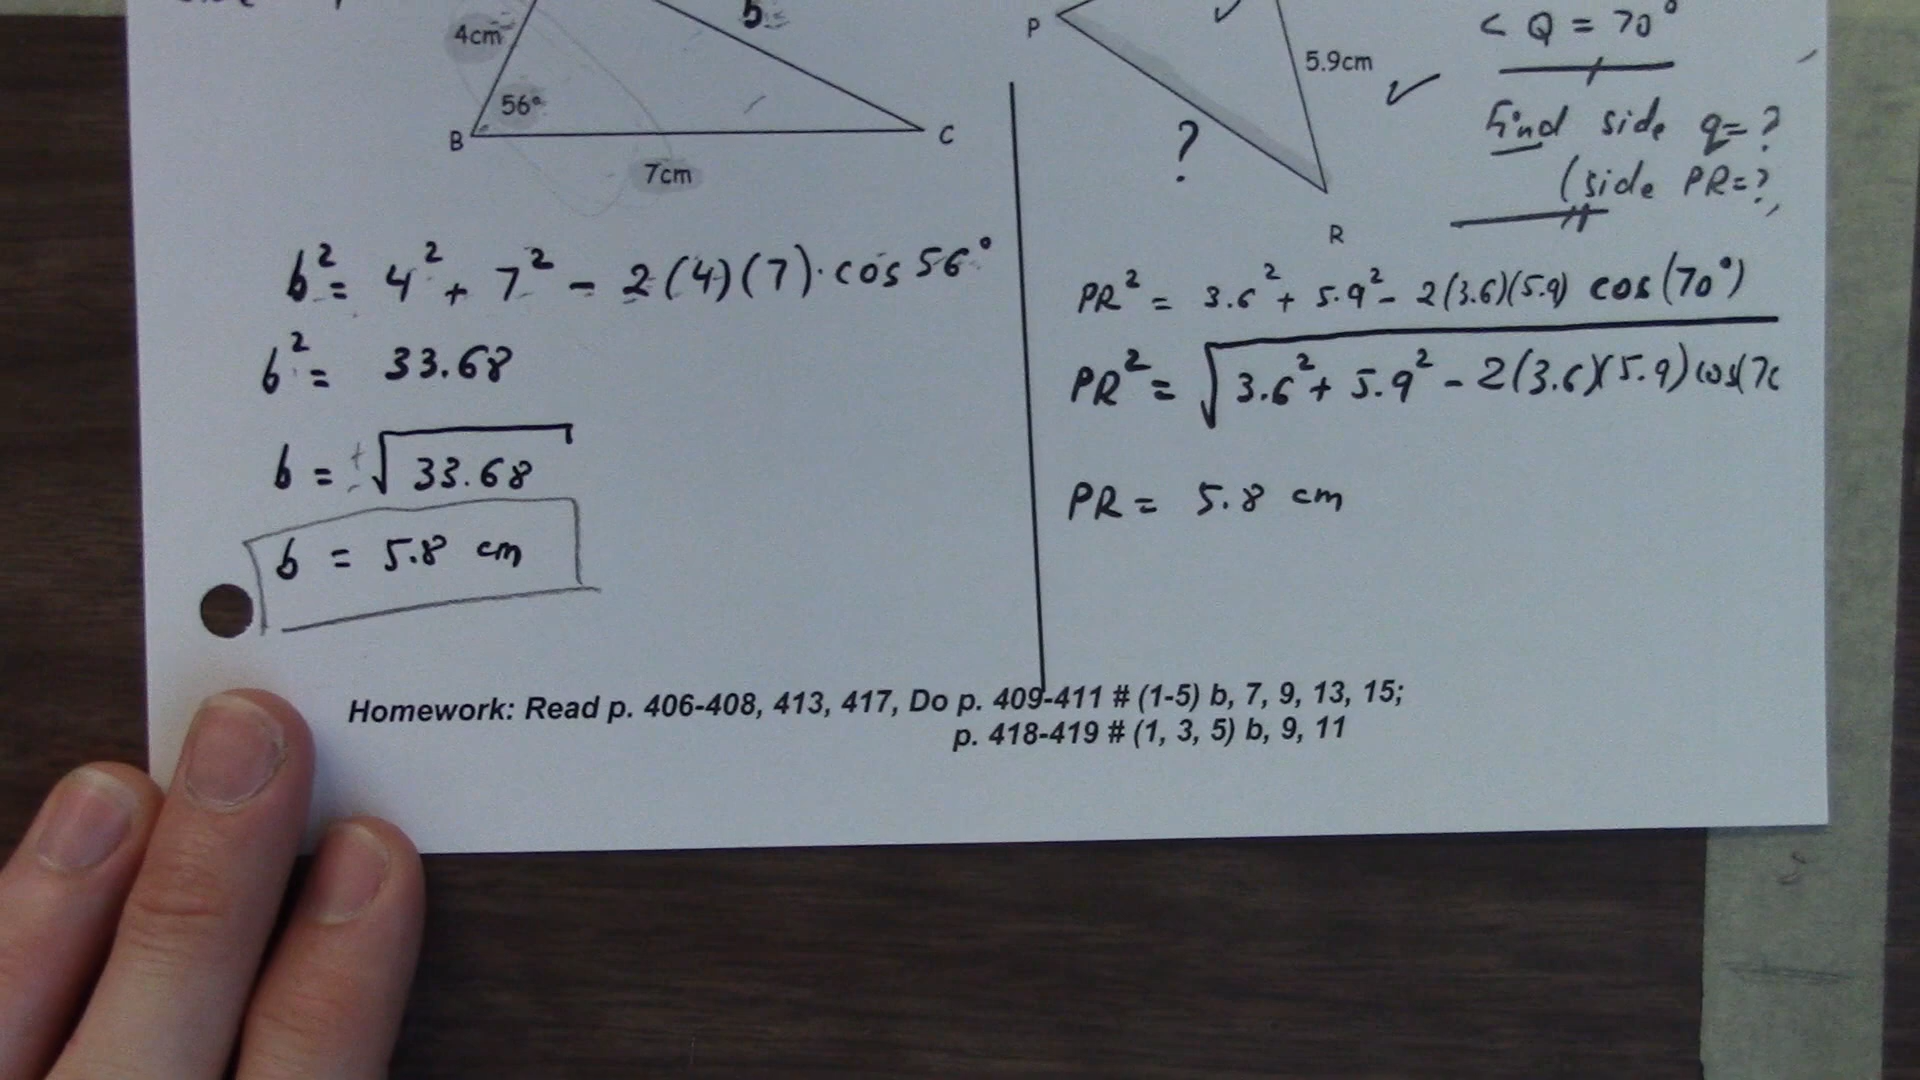 4cm
b
56°
B
C
7cm
b² = 4² + 7² - 2(4)(7)·cos 56°
b² = 33.68
b = ±√33.68
b = 5.8 cm
P
5.9cm
?
R
< Q = 70°
find side q=?
(side PR=?
PR² = 3.6² + 5.9² - 2(3.6)(5.9) cos(70°)
PR² = √3.6² + 5.9² - 2(3.6)(5.9)cos(70
PR = 5.8 cm
Homework: Read p. 406-408, 413, 417, Do p. 409-411 # (1-5) b, 7, 9, 13, 15;
p. 418-419 # (1, 3, 5) b, 9, 11